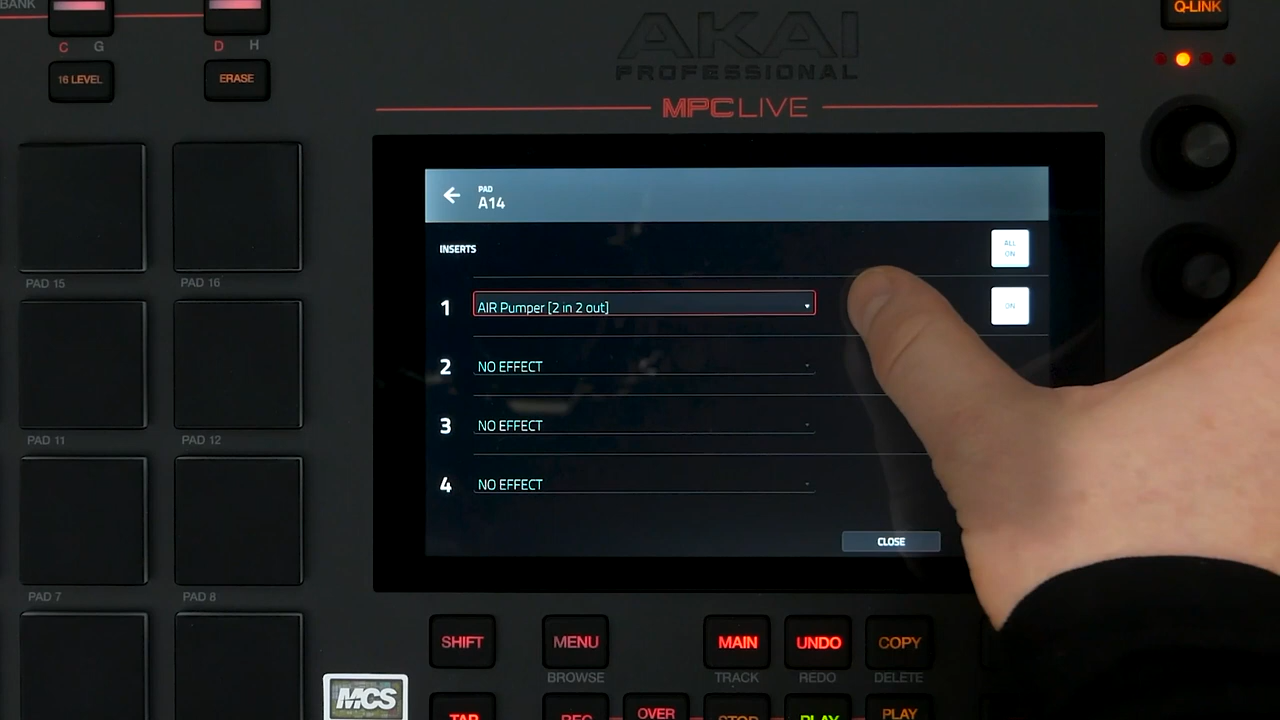 BANK
C G
D H
16 LEVEL
ERASE
AKAI
PROFESSIONAL
MPC LIVE
Q-LINK
PAD
A14
INSERTS
ALL
ON
1 AIR Pumper [2 in 2 out]
ON
2 NO EFFECT
3 NO EFFECT
4 NO EFFECT
CLOSE
PAD 15
PAD 16
PAD 11
PAD 12
PAD 7
PAD 8
SHIFT
MENU
MAIN
UNDO
COPY
BROWSE
TRACK
REDO
DELETE
MCS
TAP
REC
OVER
STOP
PLAY
PLAY